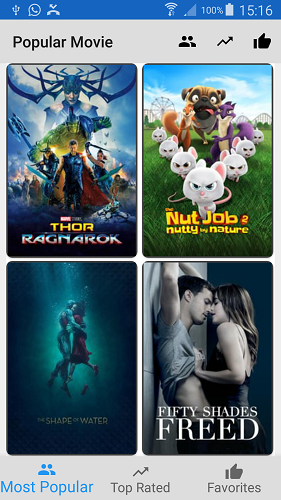 100% 15:16
Popular Movie
MARVEL STUDIOS
THOR
RAGNAROK
THE
NUT JOB 2
nutty by nature
THE SHAPE OF WATER
FIFTY SHADES
FREED
Most Popular Top Rated Favorites